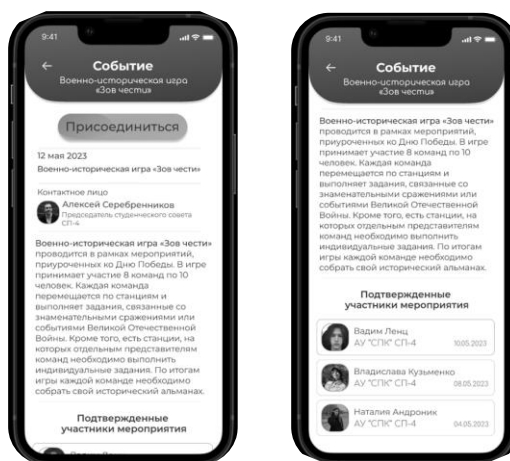 9:41
Событие
Военно-историческая игра
«Зов чести»
Присоединиться
12 мая 2023
Военно-историческая игра «Зов чести»
Контактное лицо
Алексей Серебренников
Председатель студенческого совета
СП-4
Военно-историческая игра «Зов чести»
проводится в рамках мероприятий,
приуроченных ко Дню Победы. В игре
принимает участие 8 команд по 10
человек. Каждая команда
перемещается по станциям и
выполняет задания, связанные со
знаменательными сражениями или
событиями Великой Отечественной
Войны. Кроме того, есть станции, на
которых отдельным представителям
команд необходимо выполнить
индивидуальные задания. По итогам
игры каждой команде необходимо
собрать свой исторический альманах.
Подтвержденные
участники мероприятия
9:41
Событие
Военно-историческая игра
«Зов чести»
Военно-историческая игра «Зов чести»
проводится в рамках мероприятий,
приуроченных ко Дню Победы. В игре
принимает участие 8 команд по 10
человек. Каждая команда
перемещается по станциям и
выполняет задания, связанные со
знаменательными сражениями или
событиями Великой Отечественной
Войны. Кроме того, есть станции, на
которых отдельным представителям
команд необходимо выполнить
индивидуальные задания. По итогам
игры каждой команде необходимо
собрать свой исторический альманах.
Подтвержденные
участники мероприятия
Вадим Ленц
АУ "СПК" СП-4 10.05.2023
Владислава Кузьменко
АУ "СПК" СП-4 08.05.2023
Наталия Андроник
АУ "СПК" СП-4 04.05.2023